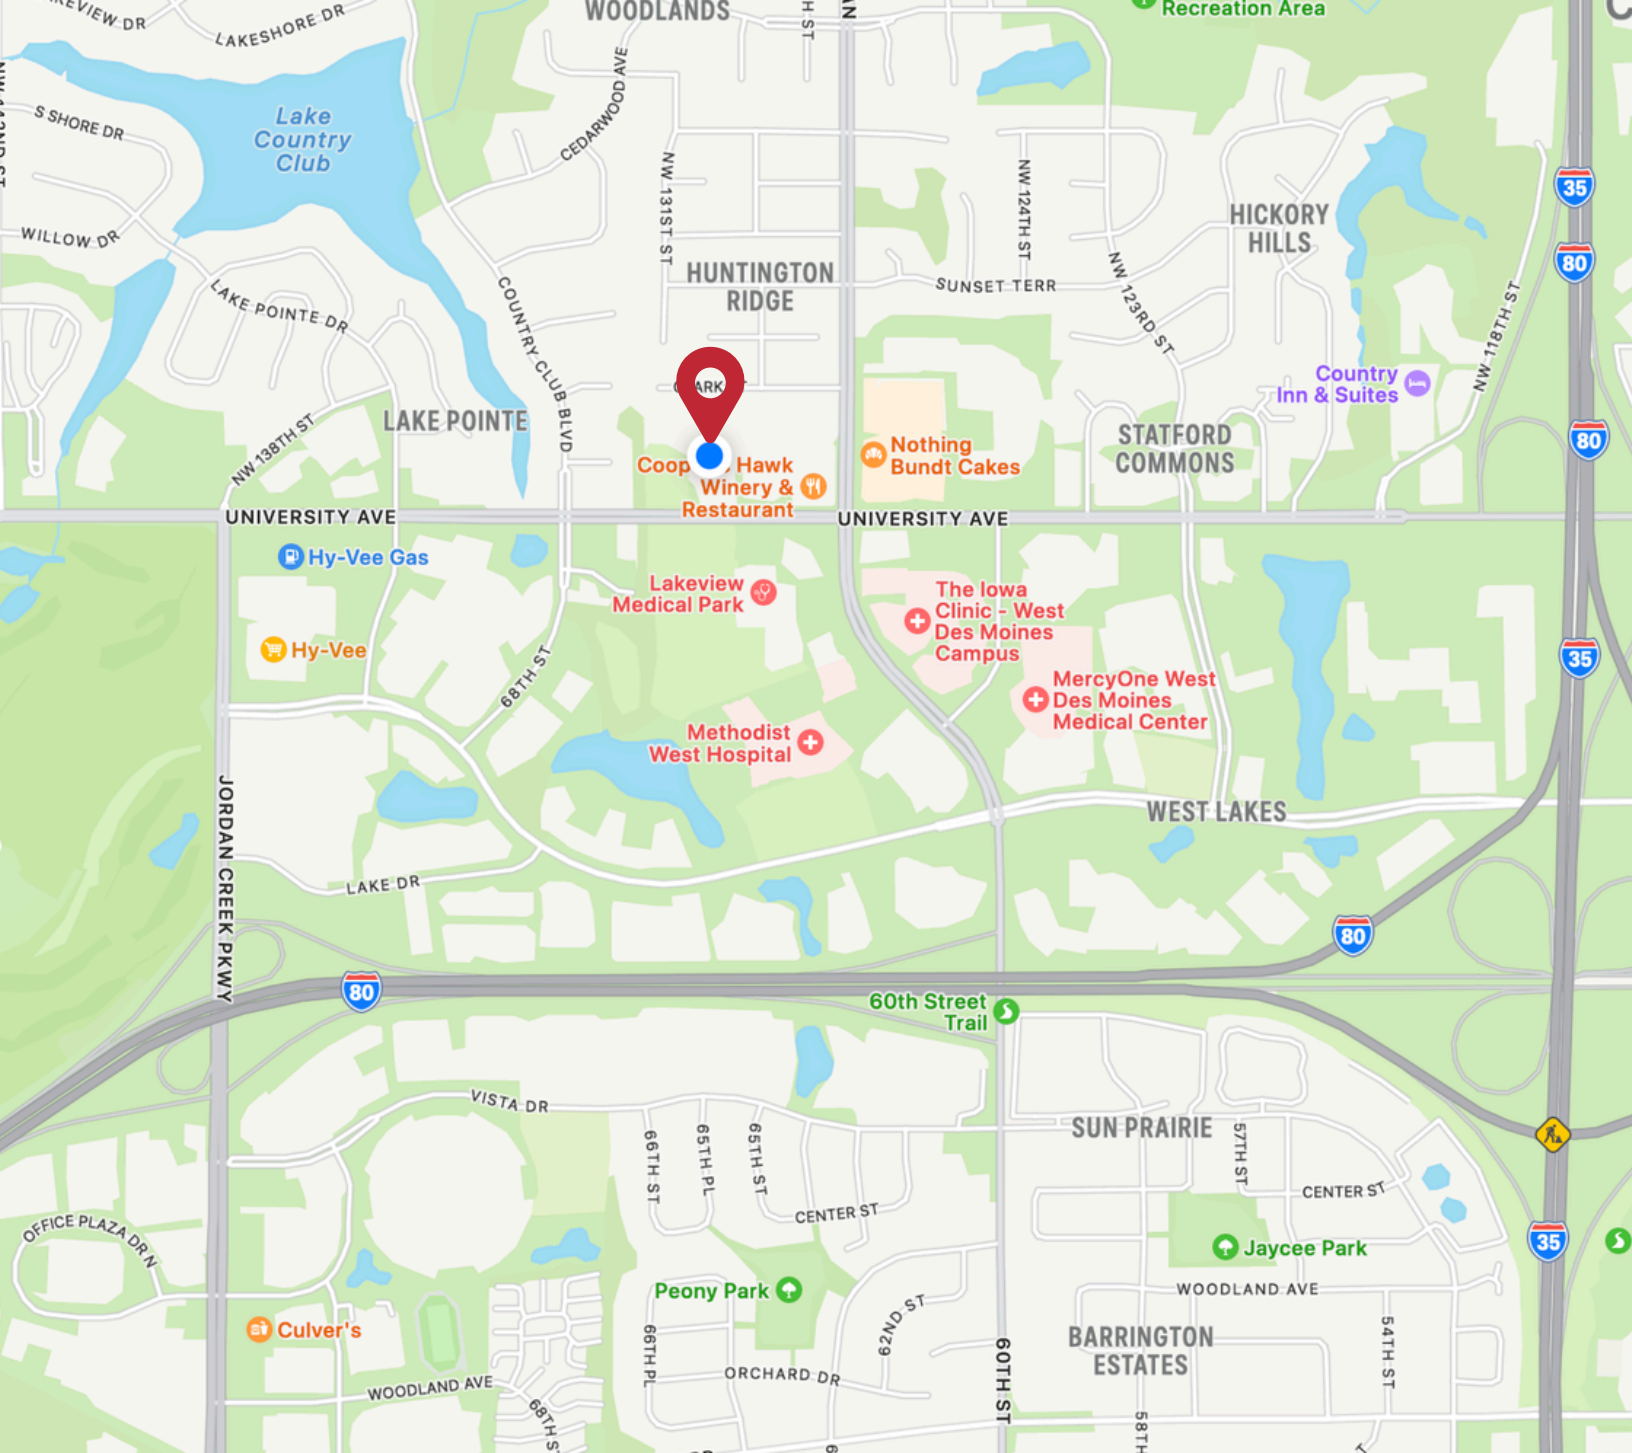 WOODLANDS
H ST
AN
Recreation Area
LAKESHORE DR
S SHORE DR
Lake
Country
Club
CEDARWOOD AVE
NW 131ST ST
NW 124TH ST
35
80
HICKORY
HILLS
WILLOW DR
HUNTINGTON
RIDGE
SUNSET TERR
NW 123RD ST
NW 118TH ST
LAKE POINTE DR
COUNTRY CLUB BLVD
Country
Inn & Suites
LAKE POINTE
NW 138TH ST
STATFORD
COMMONS
80
Nothing
Bundt Cakes
Hawk
Winery &
Restaurant
UNIVERSITY AVE
UNIVERSITY AVE
Hy-Vee Gas
Lakeview
Medical Park
The Iowa
Clinic - West
Des Moines
Campus
Hy-Vee
68TH ST
35
MercyOne West
Des Moines
Medical Center
Methodist
West Hospital
JORDAN CREEK PKWY
WEST LAKES
LAKE DR
80
80
60th Street
Trail
VISTA DR
66TH ST
65TH PL
65TH ST
SUN PRAIRIE
57TH ST
CENTER ST
CENTER ST
OFFICE PLAZA DR N
35
Jaycee Park
Peony Park
WOODLAND AVE
Culver's
66TH PL
62ND ST
60TH ST
BARRINGTON
ESTATES
54TH ST
ORCHARD DR
WOODLAND AVE
68TH S
58TH